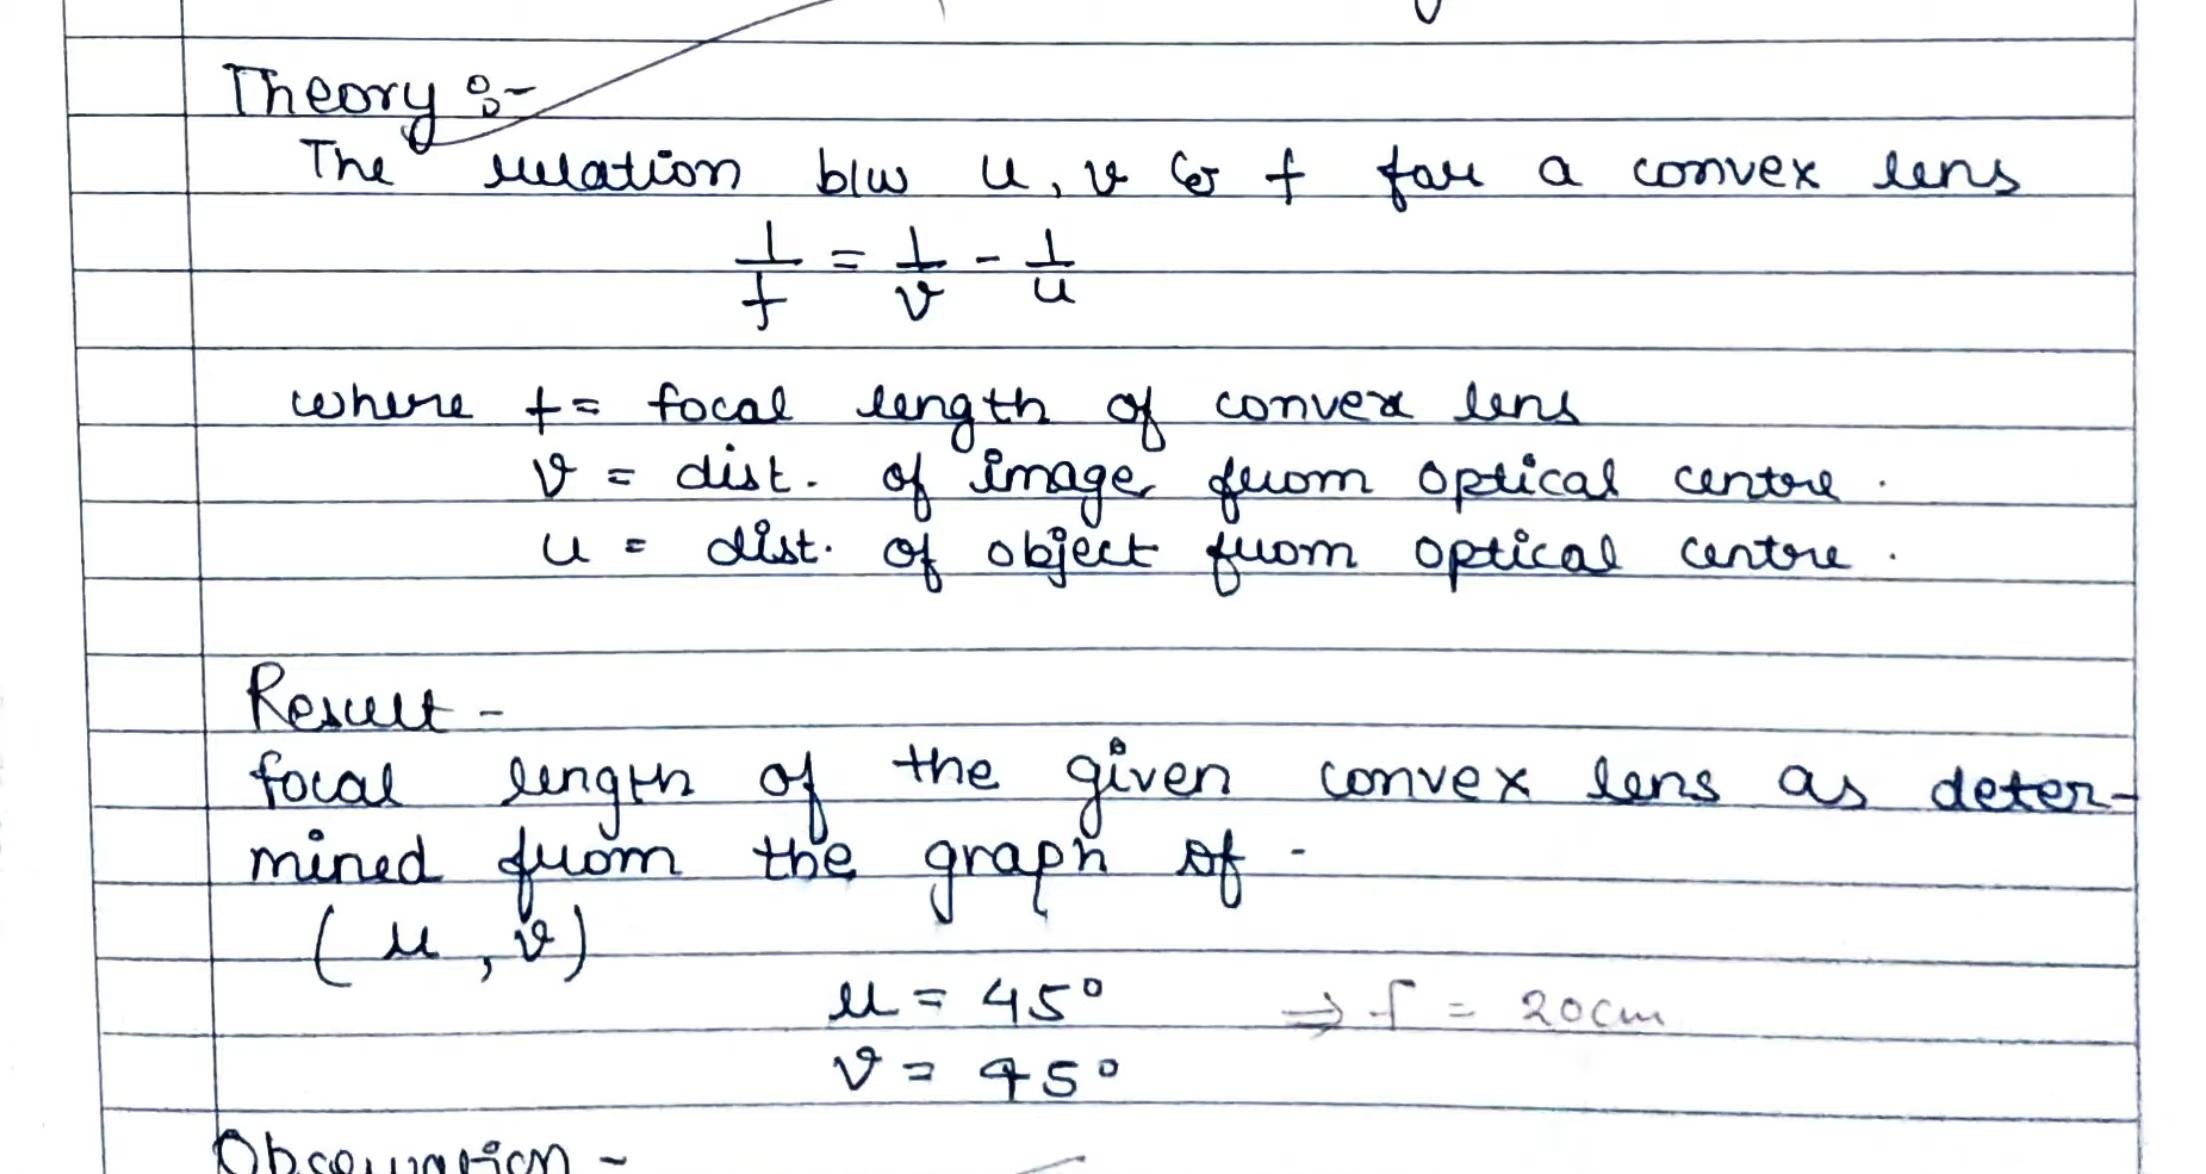 Theory :-
The relation b/w u, v & f for a convex lens
1/f = 1/v - 1/u
where f = focal length of convex lens
v = dist. of image from optical centre.
u = dist. of object from optical centre.
Result -
focal length of the given convex lens as deter-
mined from the graph of -
(u, v)
u = 45° ⇒ f = 20cm
v = 45°
Observation -